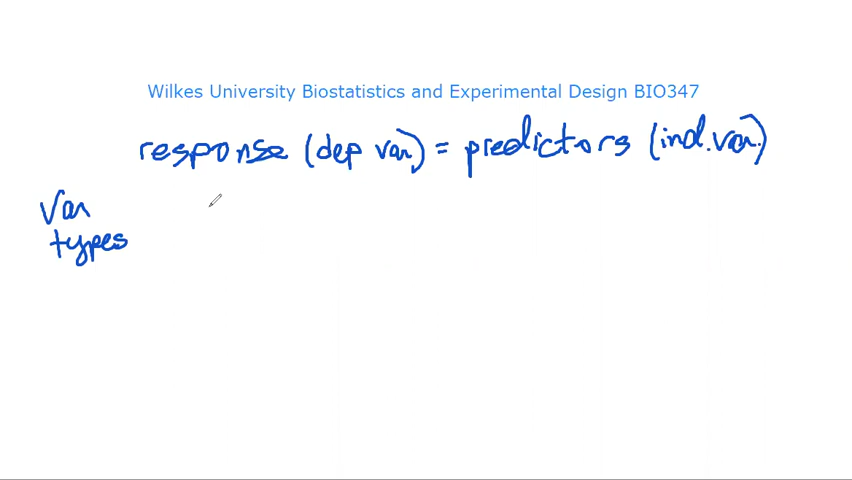 Wilkes University Biostatistics and Experimental Design BIO347
response (dep var) = predictors (ind. var.)
Var
types